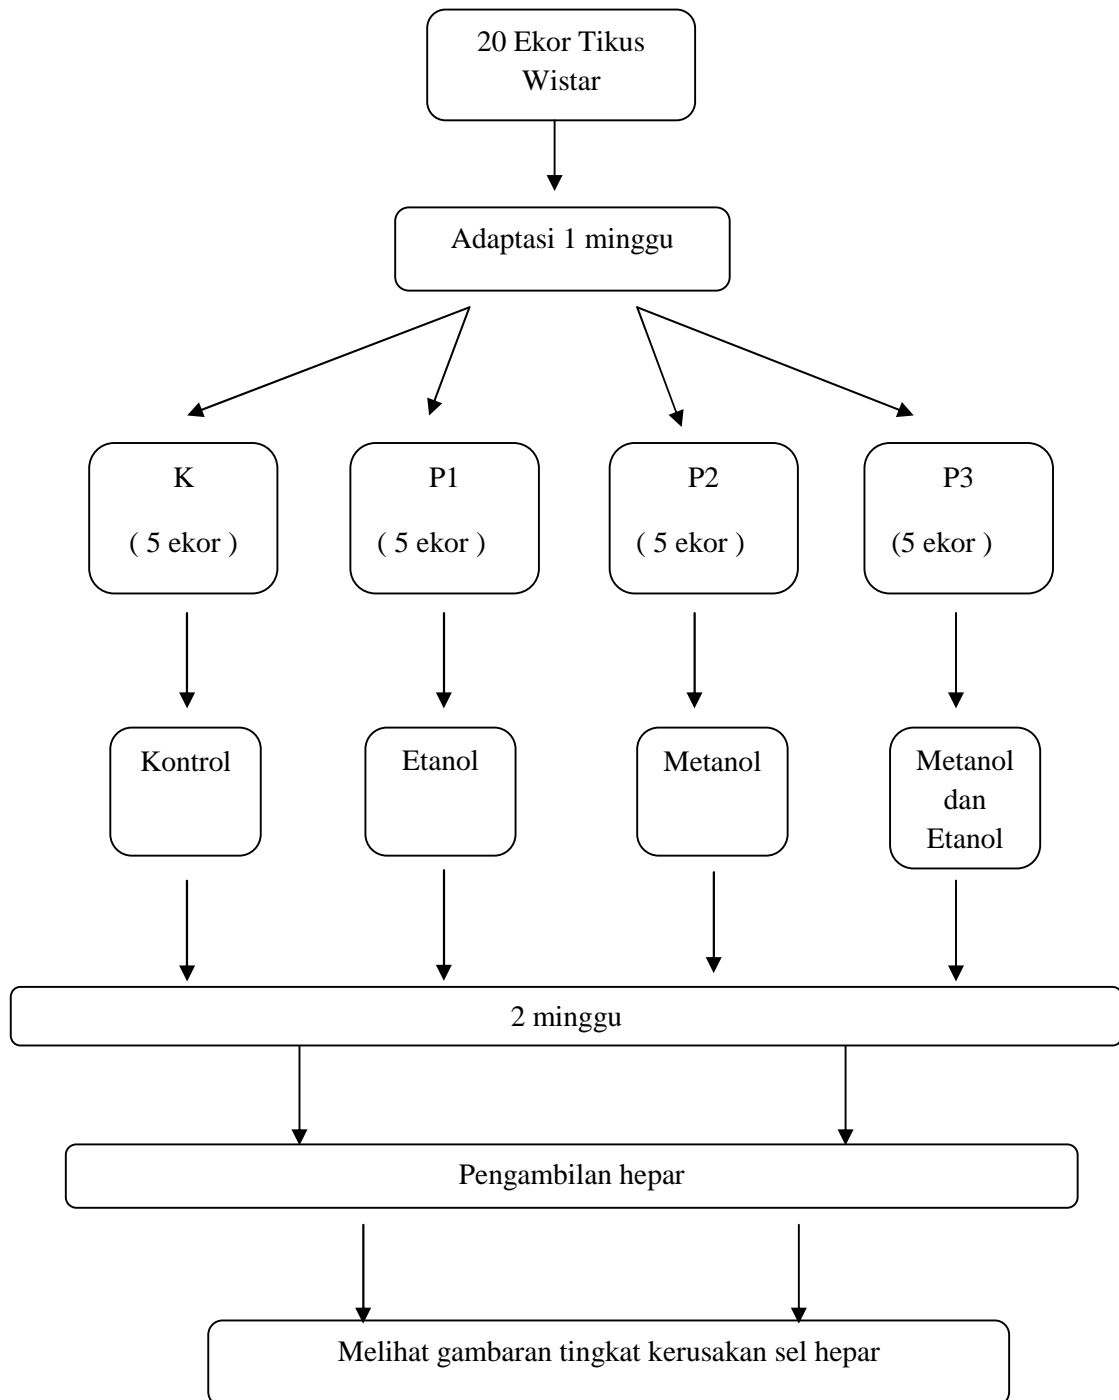 20 Ekor Tikus
Wistar
Adaptasi 1 minggu
K
( 5 ekor )
P1
( 5 ekor )
P2
( 5 ekor )
P3
(5 ekor )
Kontrol
Etanol
Metanol
Metanol
dan
Etanol
2 minggu
Pengambilan hepar
Melihat gambaran tingkat kerusakan sel hepar